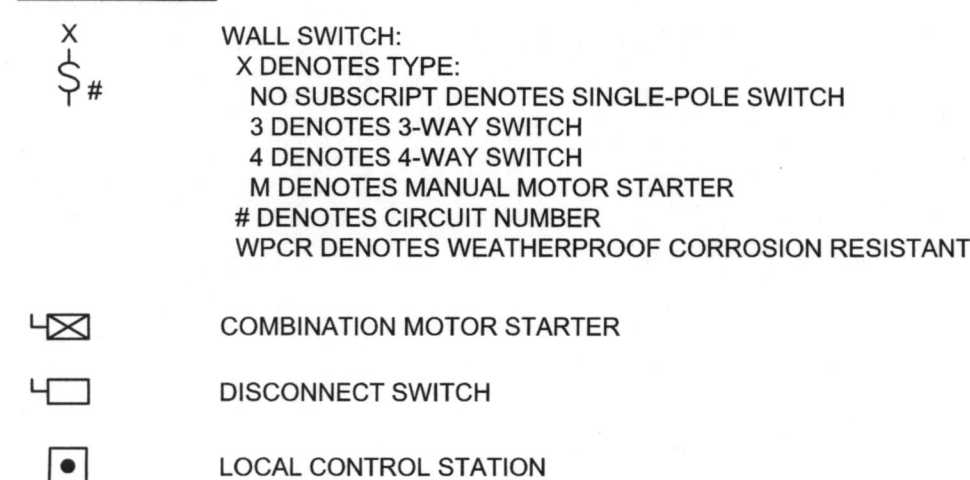 X
WALL SWITCH:
$ #
X DENOTES TYPE:
NO SUBSCRIPT DENOTES SINGLE-POLE SWITCH
3 DENOTES 3-WAY SWITCH
4 DENOTES 4-WAY SWITCH
M DENOTES MANUAL MOTOR STARTER
# DENOTES CIRCUIT NUMBER
WPCR DENOTES WEATHERPROOF CORROSION RESISTANT
COMBINATION MOTOR STARTER
DISCONNECT SWITCH
LOCAL CONTROL STATION